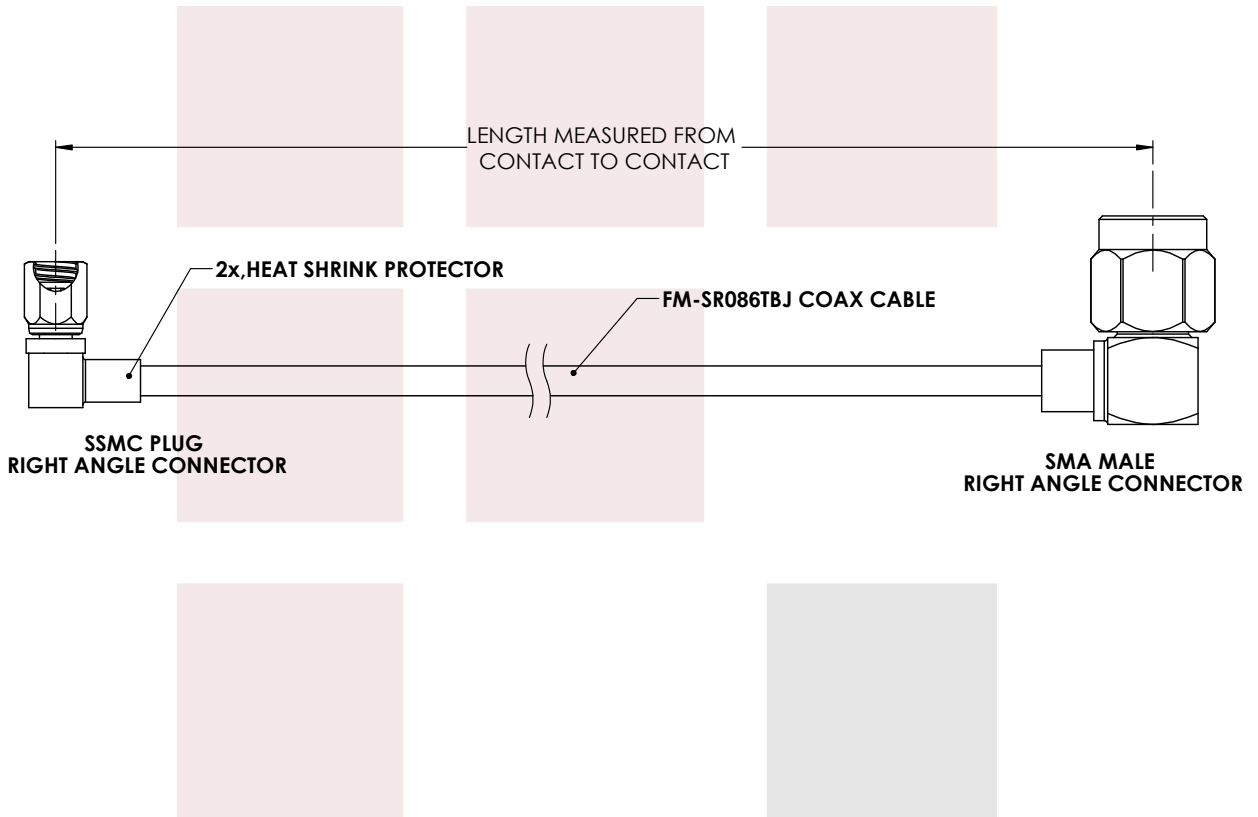 LENGTH MEASURED FROM
CONTACT TO CONTACT
2x,HEAT SHRINK PROTECTOR
FM-SR086TBJ COAX CABLE
SSMC PLUG
RIGHT ANGLE CONNECTOR
SMA MALE
RIGHT ANGLE CONNECTOR